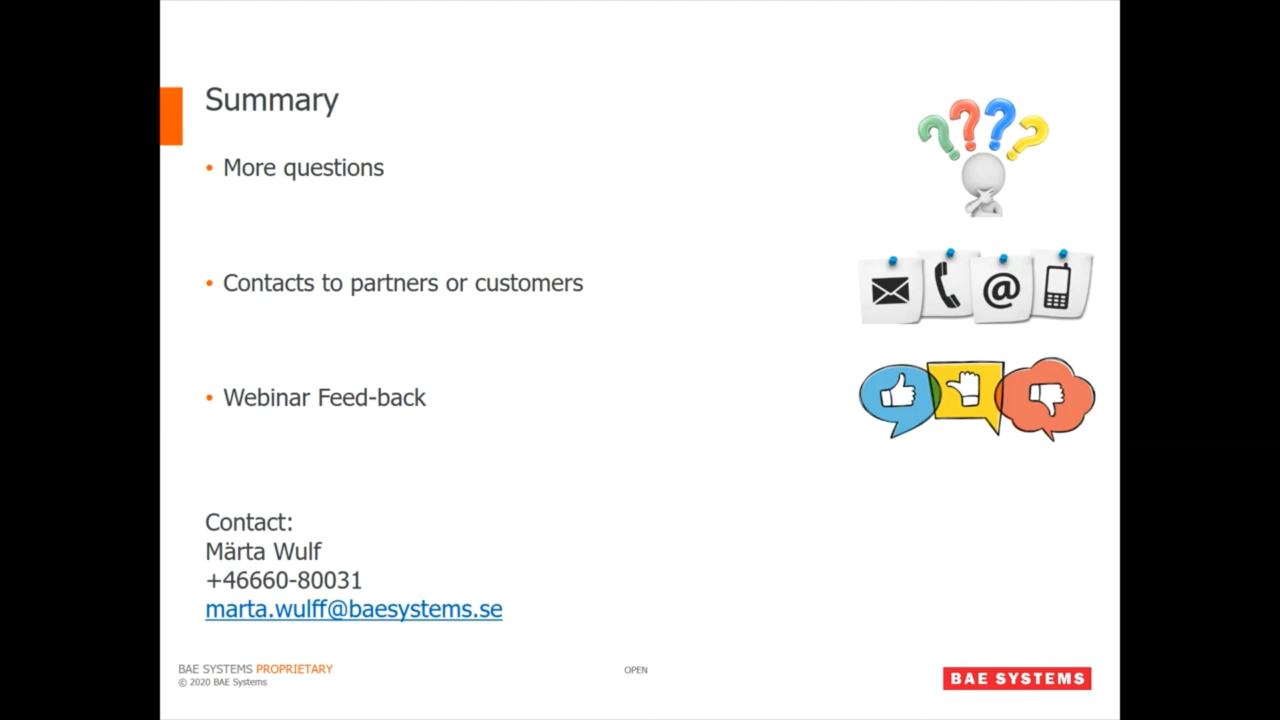 Summary
• More questions
• Contacts to partners or customers
• Webinar Feed-back
Contact:
Märta Wulf
+46660-80031
marta.wulff@baesystems.se
BAE SYSTEMS PROPRIETARY
© 2020 BAE Systems
OPEN
BAE SYSTEMS